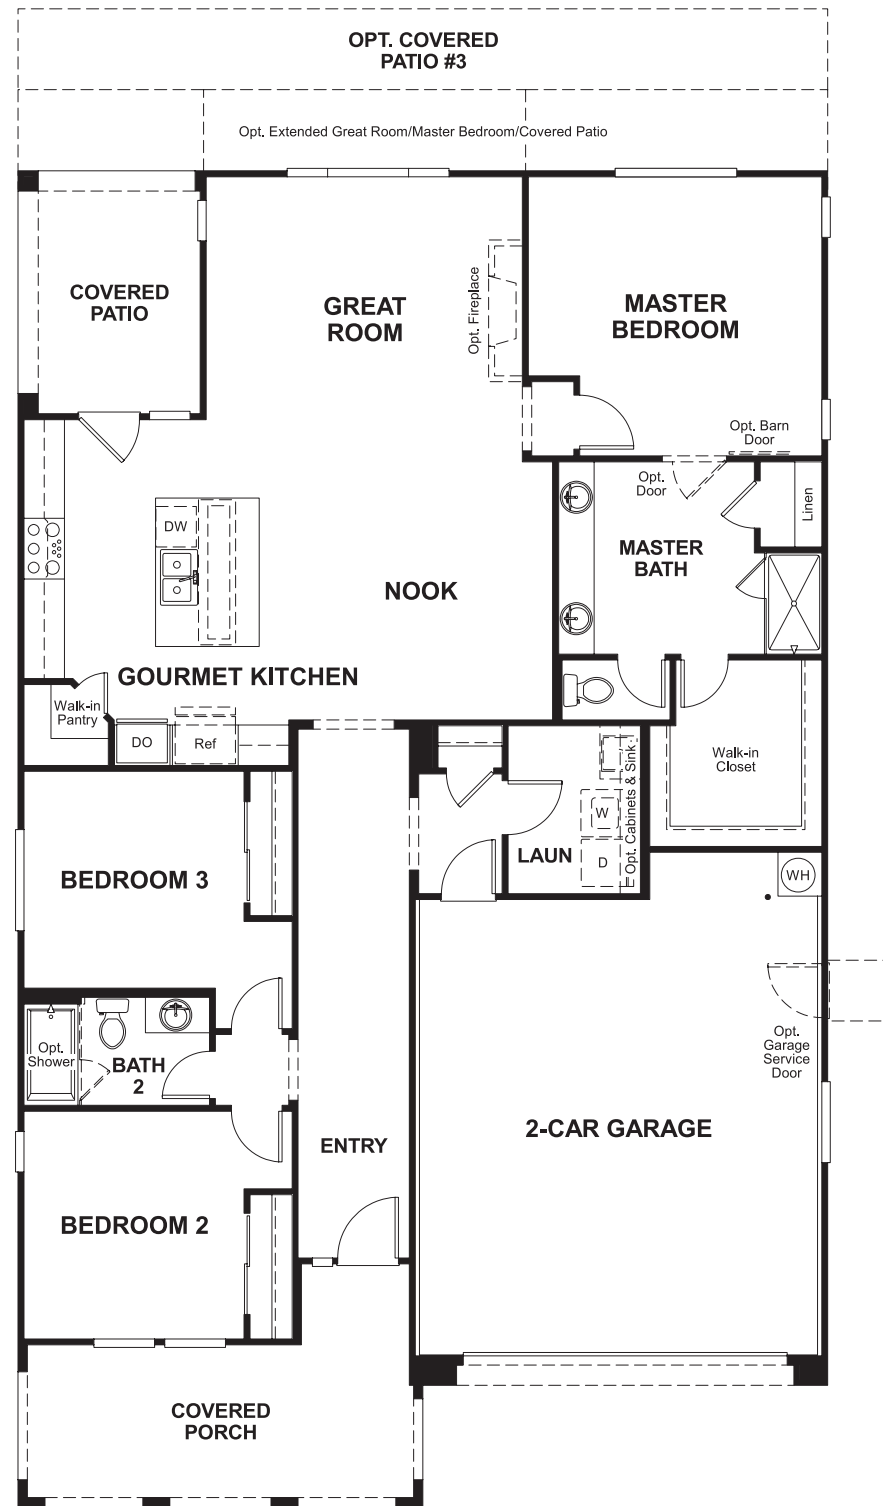 OPT. COVERED
PATIO #3
Opt. Extended Great Room/Master Bedroom/Covered Patio
COVERED
PATIO
GREAT
ROOM
Opt. Fireplace
MASTER
BEDROOM
Opt. Barn
Door
Opt.
Door
Linen
DW
MASTER
BATH
NOOK
GOURMET KITCHEN
Walk-in
Pantry
DO
Ref
Walk-in
Closet
Opt. Cabinets & Sink
W
D
LAUN
WH
BEDROOM 3
Opt.
Shower
BATH
2
Opt.
Garage
Service
Door
2-CAR GARAGE
ENTRY
BEDROOM 2
COVERED
PORCH